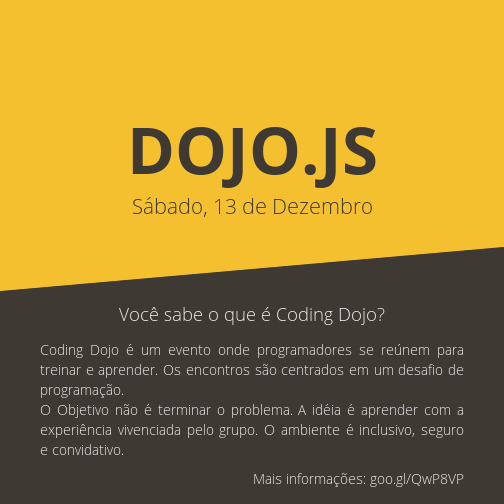 DOJO.JS
Sábado, 13 de Dezembro
Você sabe o que é Coding Dojo?
Coding Dojo é um evento onde programadores se reúnem para
treinar e aprender. Os encontros são centrados em um desafio de
programação.
O Objetivo não é terminar o problema. A idéia é aprender com a
experiência vivenciada pelo grupo. O ambiente é inclusivo, seguro
e convidativo.
Mais informações: goo.gl/QwP8VP